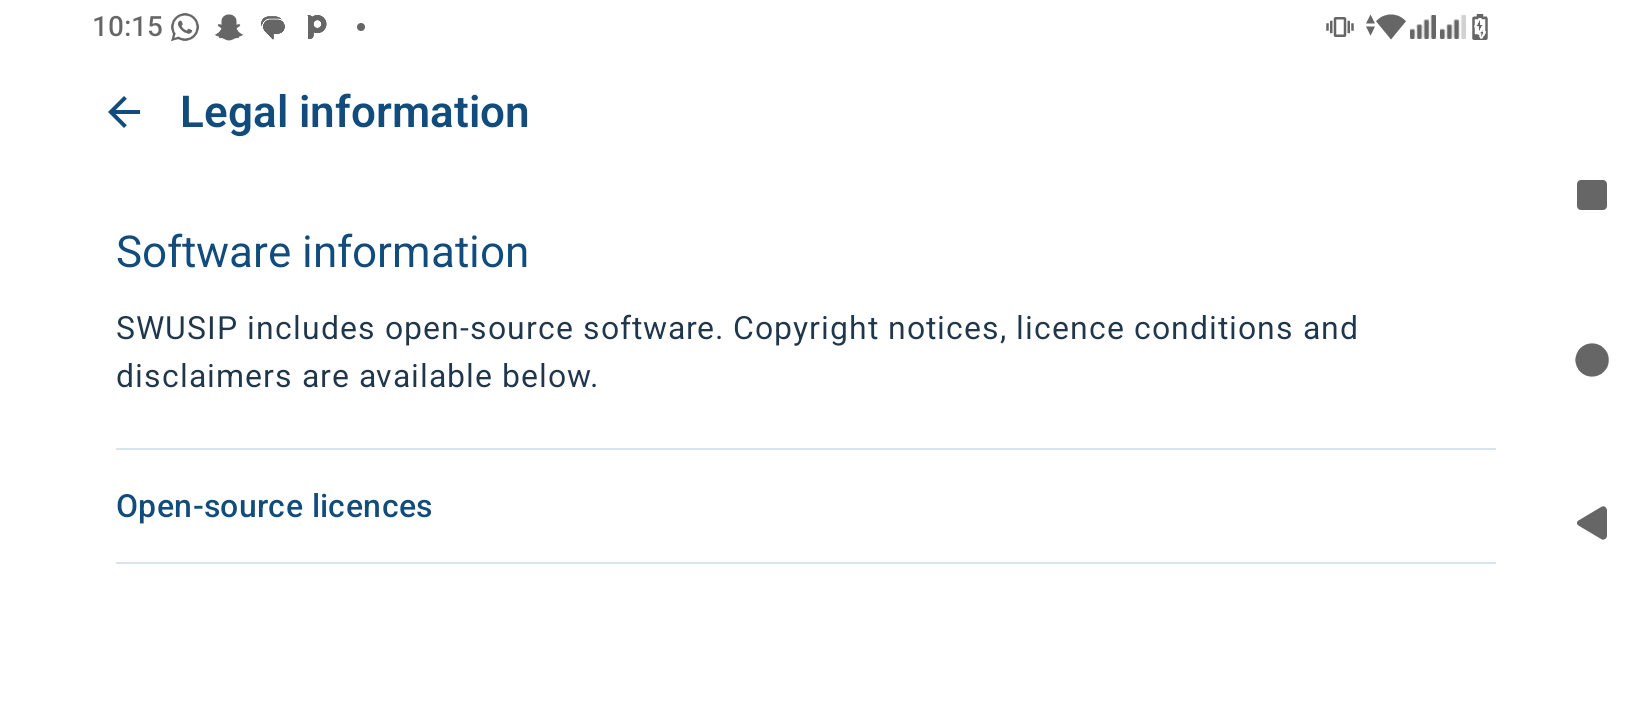 10:15
Legal information
Software information
SWUSIP includes open-source software. Copyright notices, licence conditions and
disclaimers are available below.
Open-source licences